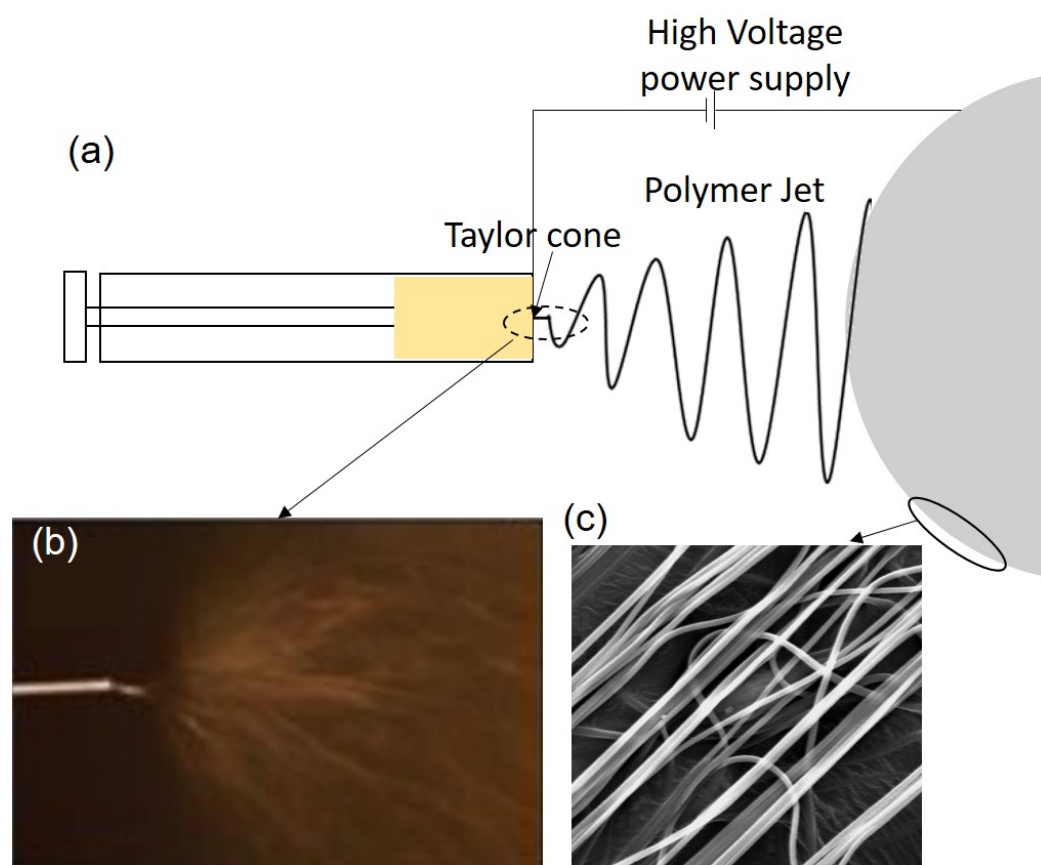 High Voltage
power supply
(a)
Polymer Jet
Taylor cone
(b)
(c)